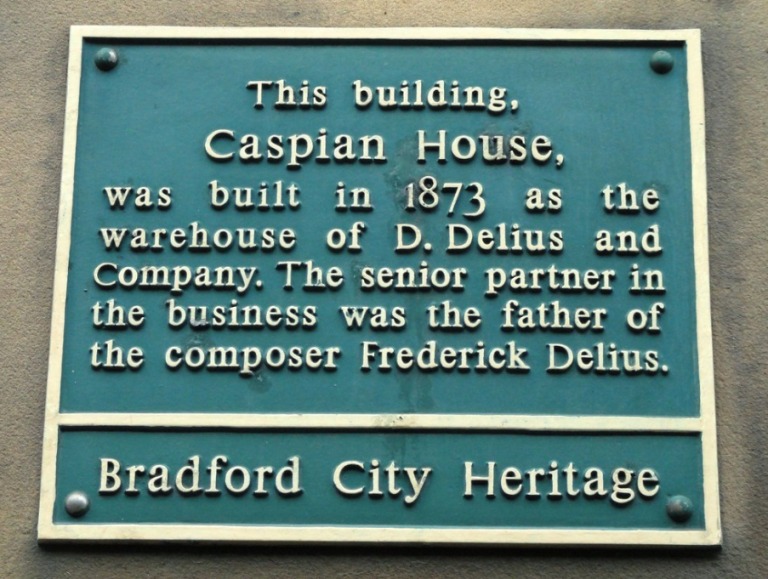 This building,
Caspian House,
was built in 1873 as the
warehouse of D. Delius and
Company. The senior partner in
the business was the father of
the composer Frederick Delius.
Bradford City Heritage